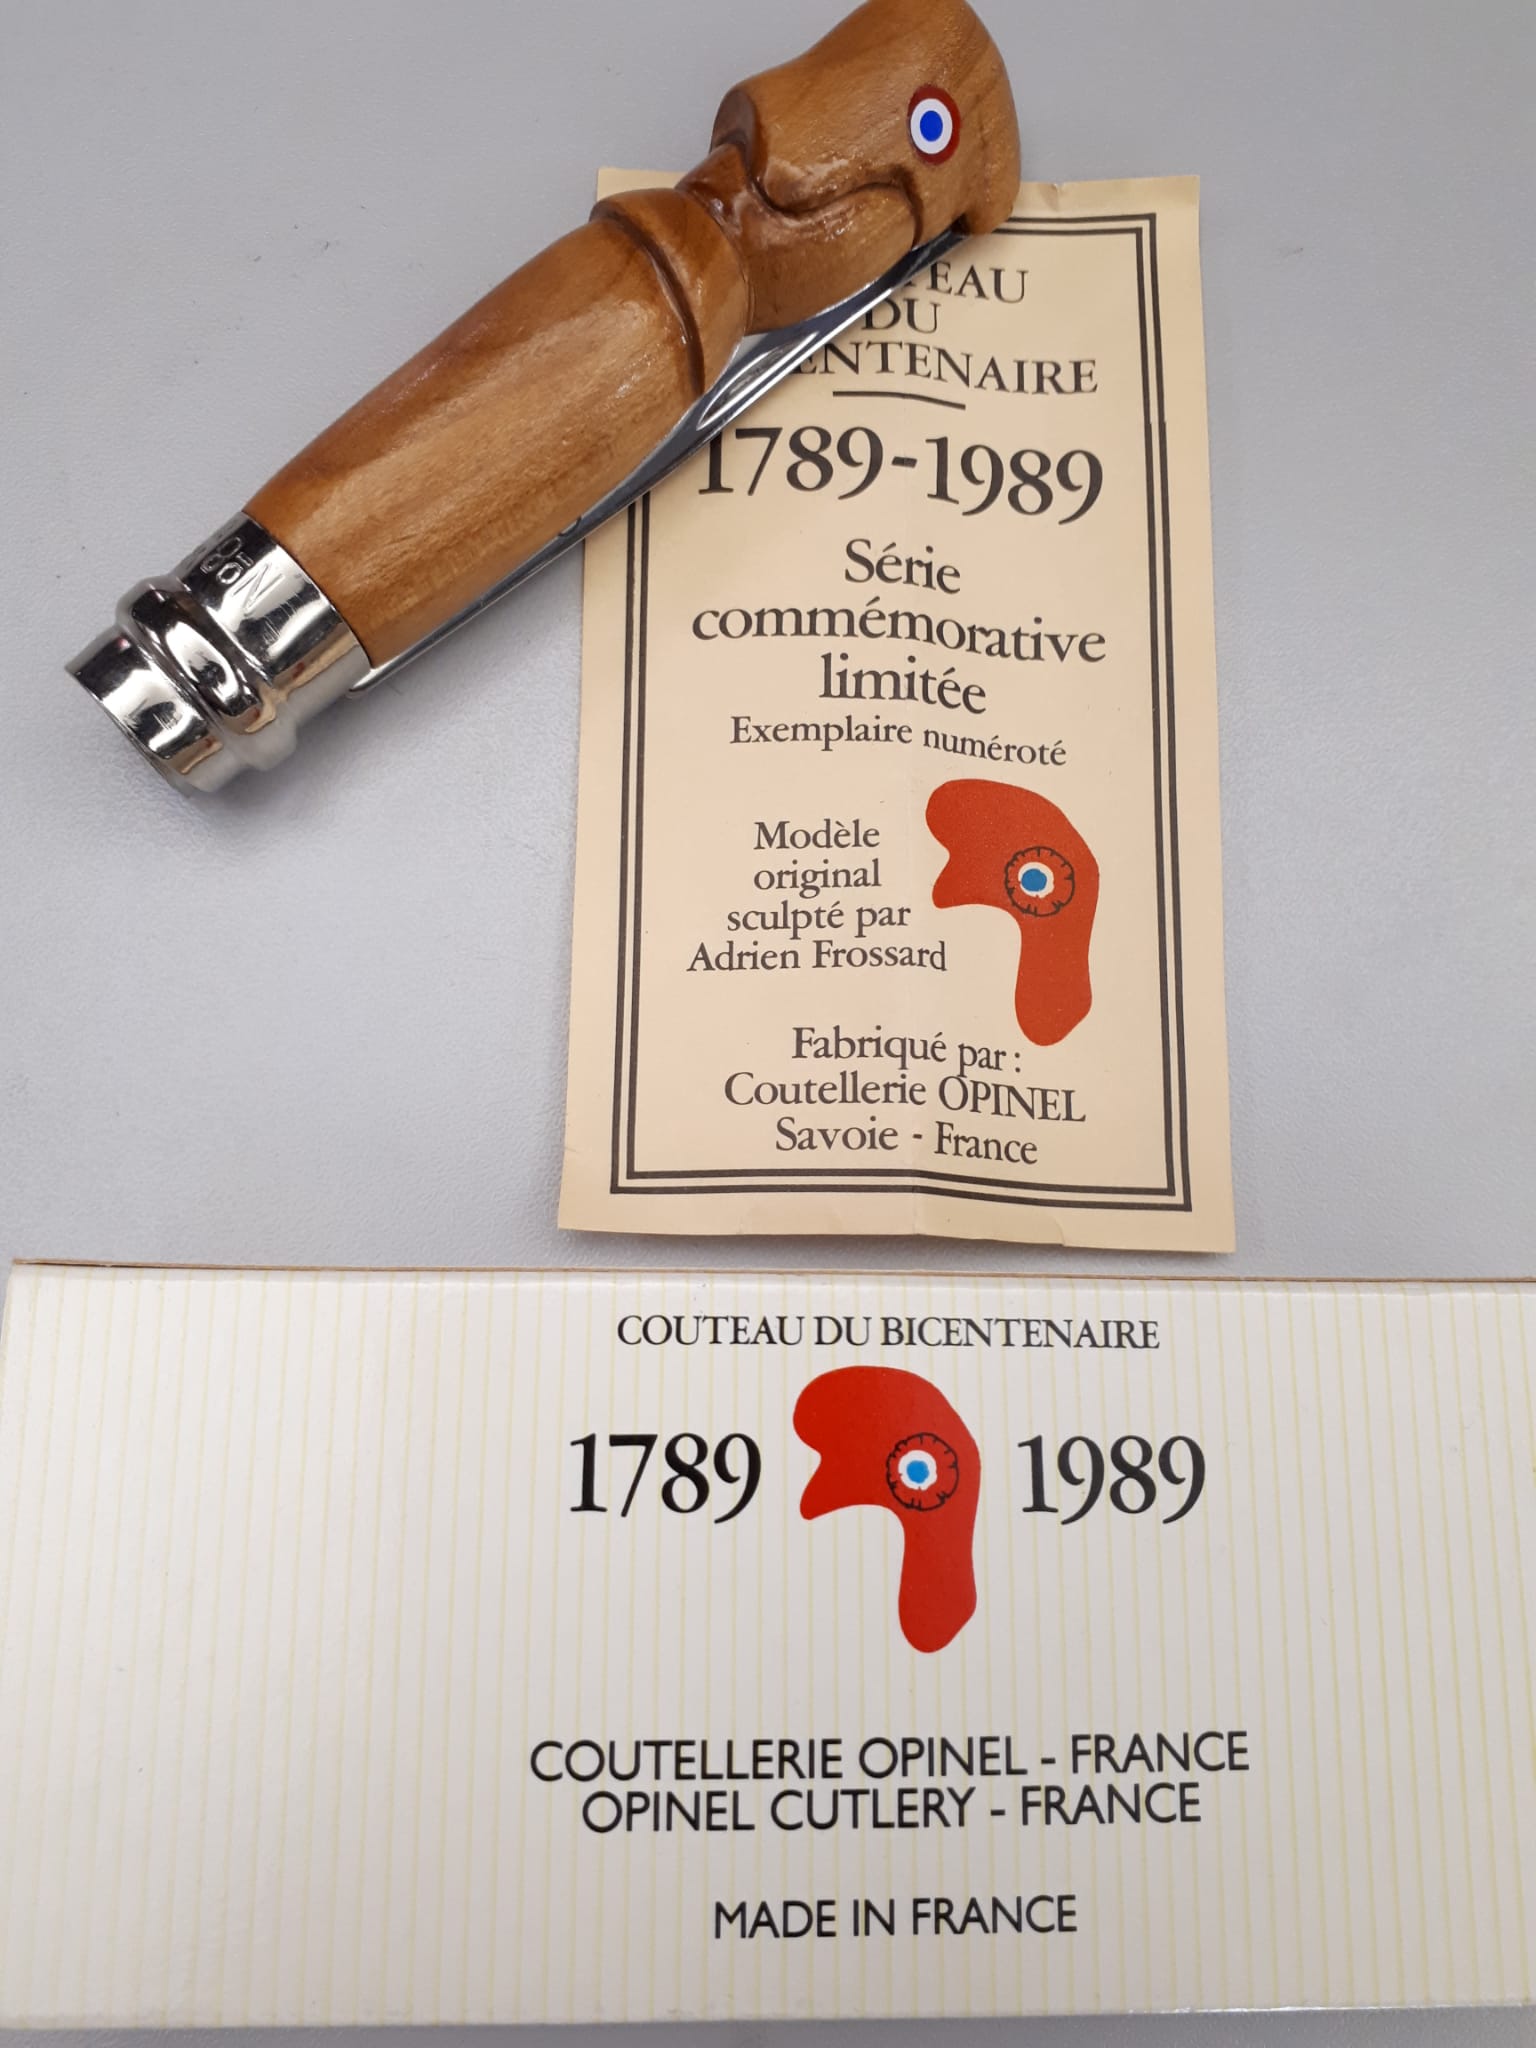 EAU
DU
ENTENAIRE
1789-1989
Série
commémorative
limitée
Exemplaire numéroté
Modèle
original
sculpté par
Adrien Frossard
Fabriqué par :
Coutellerie OPINEL
Savoie - France
COUTEAU DU BICENTENAIRE
1789 1989
COUTELLERIE OPINEL - FRANCE
OPINEL CUTLERY - FRANCE
MADE IN FRANCE